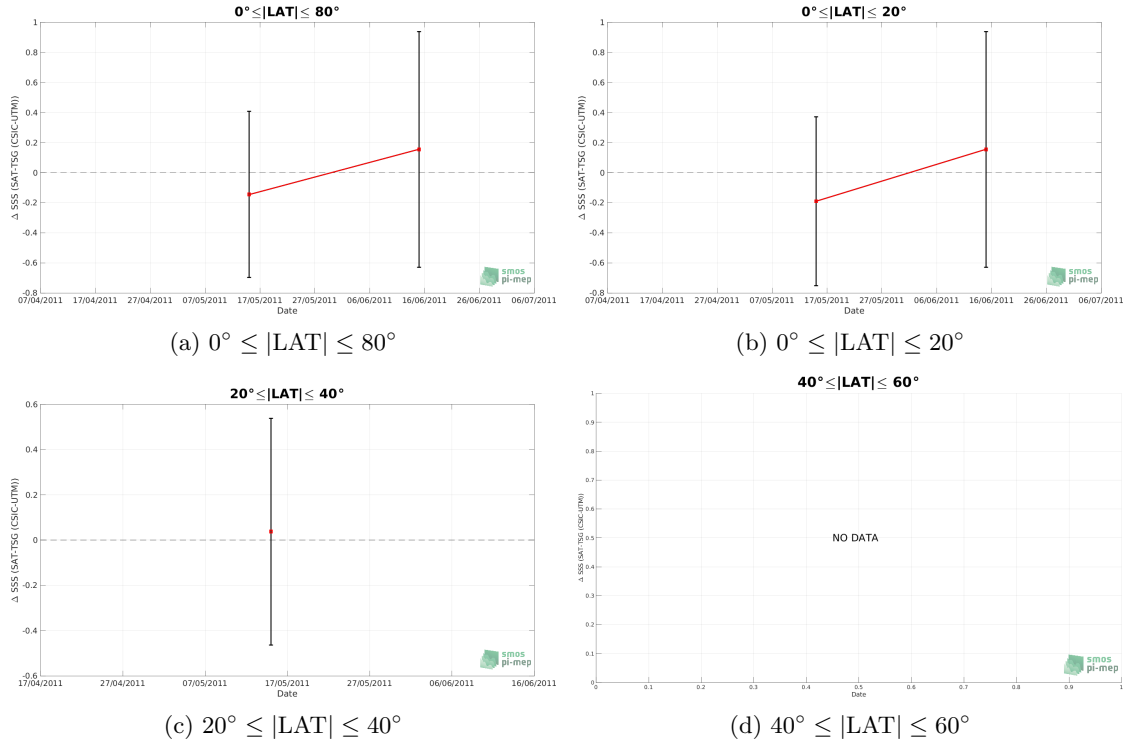 0°≤|LAT|≤ 80°
Δ SSS (SAT-TSG (CSIC-UTM))
1
0.8
0.6
0.4
0.2
0
-0.2
-0.4
-0.6
-0.8
07/04/2011 17/04/2011 27/04/2011 07/05/2011 17/05/2011 27/05/2011 06/06/2011 16/06/2011 26/06/2011 06/07/2011
Date
smos
pi-mep
(a) 0° ≤ |LAT| ≤ 80°
0°≤|LAT|≤ 20°
Δ SSS (SAT-TSG (CSIC-UTM))
1
0.8
0.6
0.4
0.2
0
-0.2
-0.4
-0.6
-0.8
07/04/2011 17/04/2011 27/04/2011 07/05/2011 17/05/2011 27/05/2011 06/06/2011 16/06/2011 26/06/2011 06/07/2011
Date
smos
pi-mep
(b) 0° ≤ |LAT| ≤ 20°
20°≤|LAT|≤ 40°
Δ SSS (SAT-TSG (CSIC-UTM))
0.6
0.4
0.2
0
-0.2
-0.4
-0.6
17/04/2011 27/04/2011 07/05/2011 17/05/2011 27/05/2011 06/06/2011 16/06/2011
Date
smos
pi-mep
(c) 20° ≤ |LAT| ≤ 40°
40°≤|LAT|≤ 60°
Δ SSS (SAT-TSG (CSIC-UTM))
1
0.9
0.8
0.7
0.6
0.5
0.4
0.3
0.2
0.1
0
NO DATA
0 0.1 0.2 0.3 0.4 0.5 0.6 0.7 0.8 0.9 1
Date
smos
pi-mep
(d) 40° ≤ |LAT| ≤ 60°